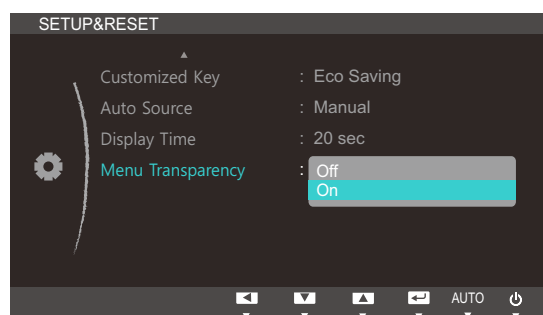 SETUP&RESET
Customized Key : Eco Saving
Auto Source : Manual
Display Time : 20 sec
Menu Transparency : Off
On
AUTO